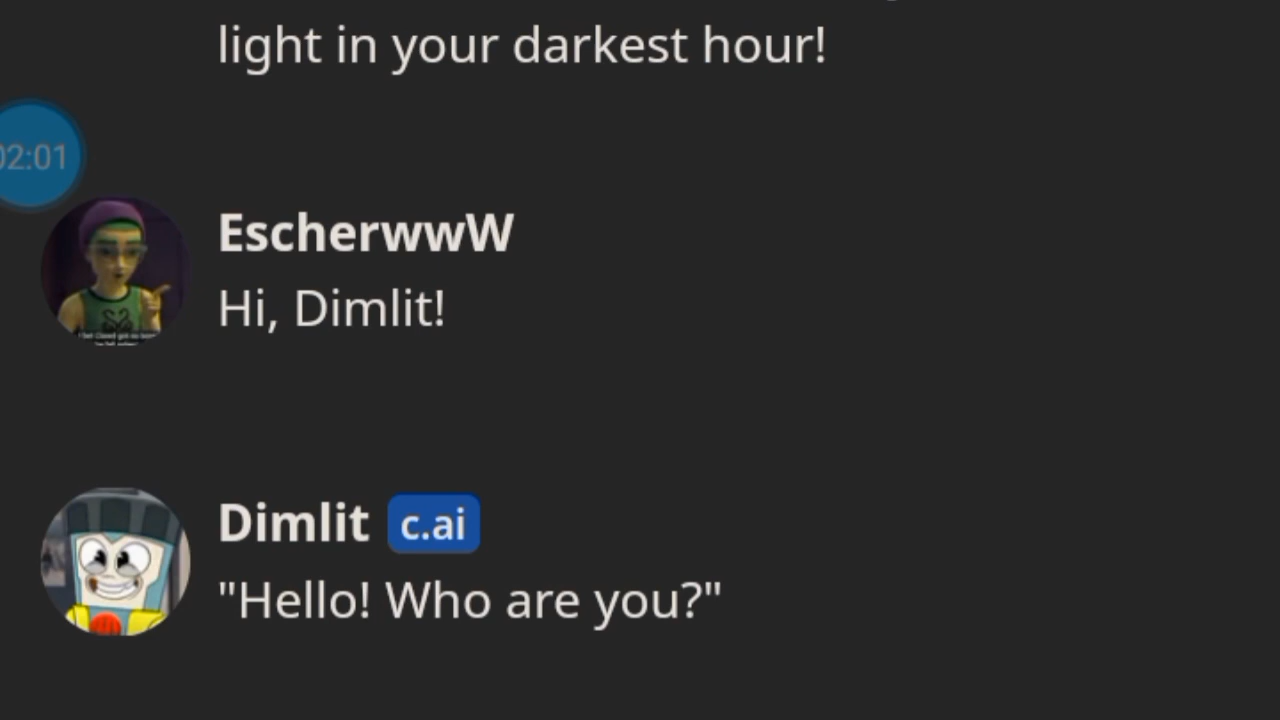 light in your darkest hour!
02:01
EscherwwW
Hi, Dimlit!
Dimlit c.ai
"Hello! Who are you?"